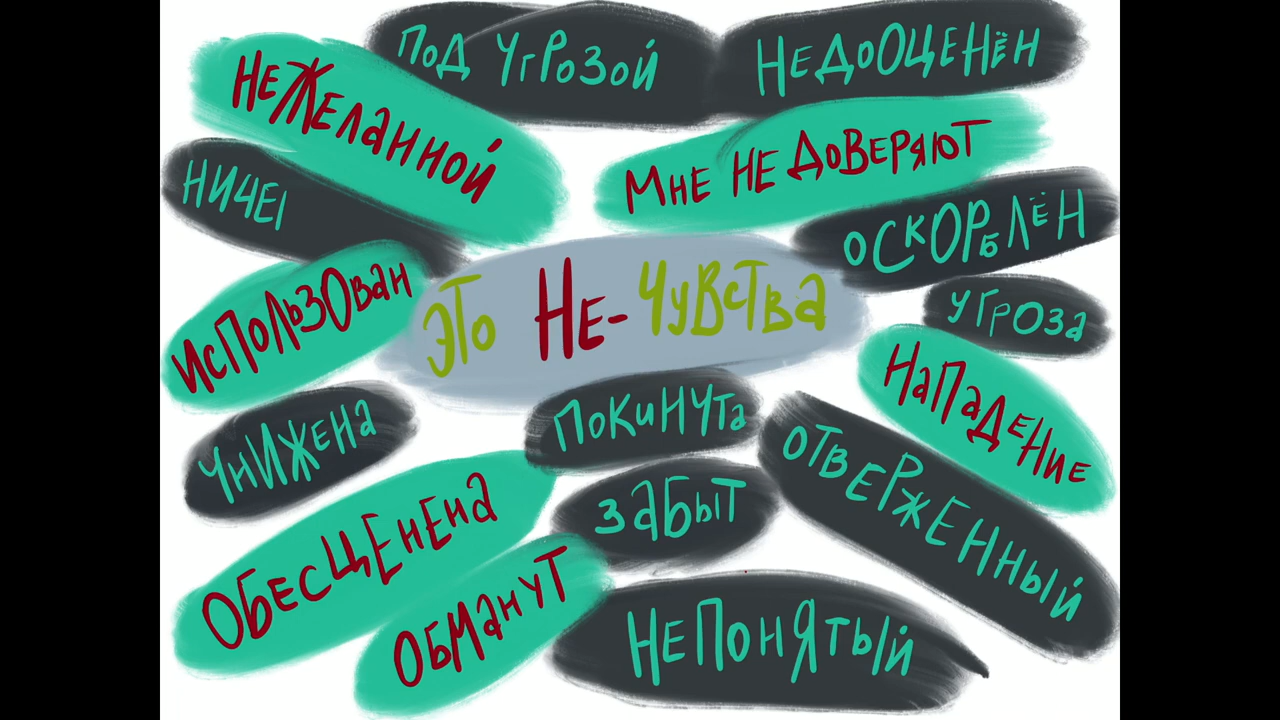 ПОД УГРОЗОЙ
НЕДООЦЕНЁН
НЕЖЕЛАННОЙ
МНЕ НЕ ДОВЕРЯЮТ
ОСКОРБЛЁН
ИСПОЛЬЗОВАН
ЭТО НЕ-ЧУВСТВА
УГРОЗА
НАПАДЕНИЕ
УНИЖЕНА
ПОКИНУТА
ОТВЕРЖЕННЫЙ
ОБЕСЦЕНЕНА
ЗАБЫТ
ОБМАНУТ
НЕПОНЯТЫЙ